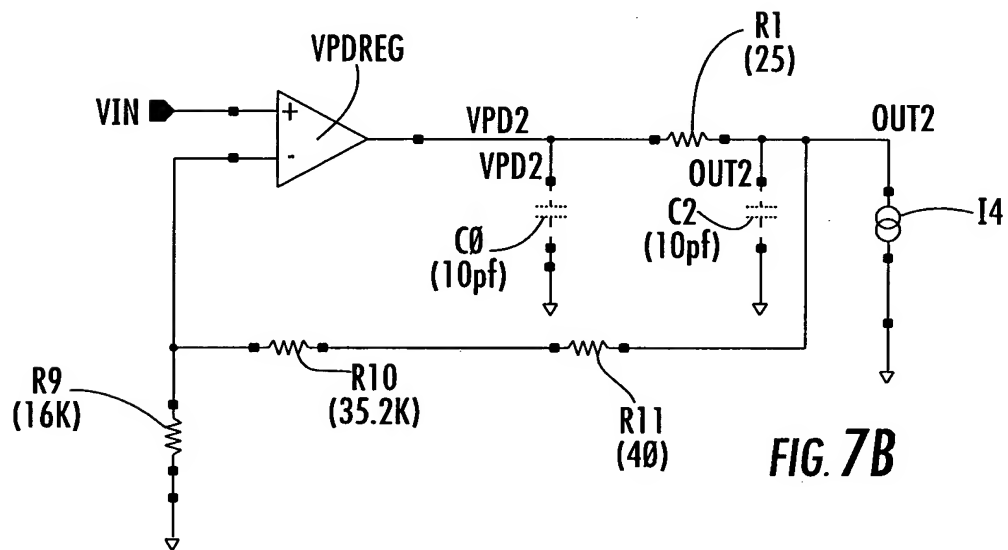 VPDREG
R1
(25)
VIN
+
-
VPD2
VPD2
OUT2
OUT2
CØ
(10pf)
C2
(10pf)
I4
R9
(16K)
R10
(35.2K)
R11
(4Ø)
FIG. 7B